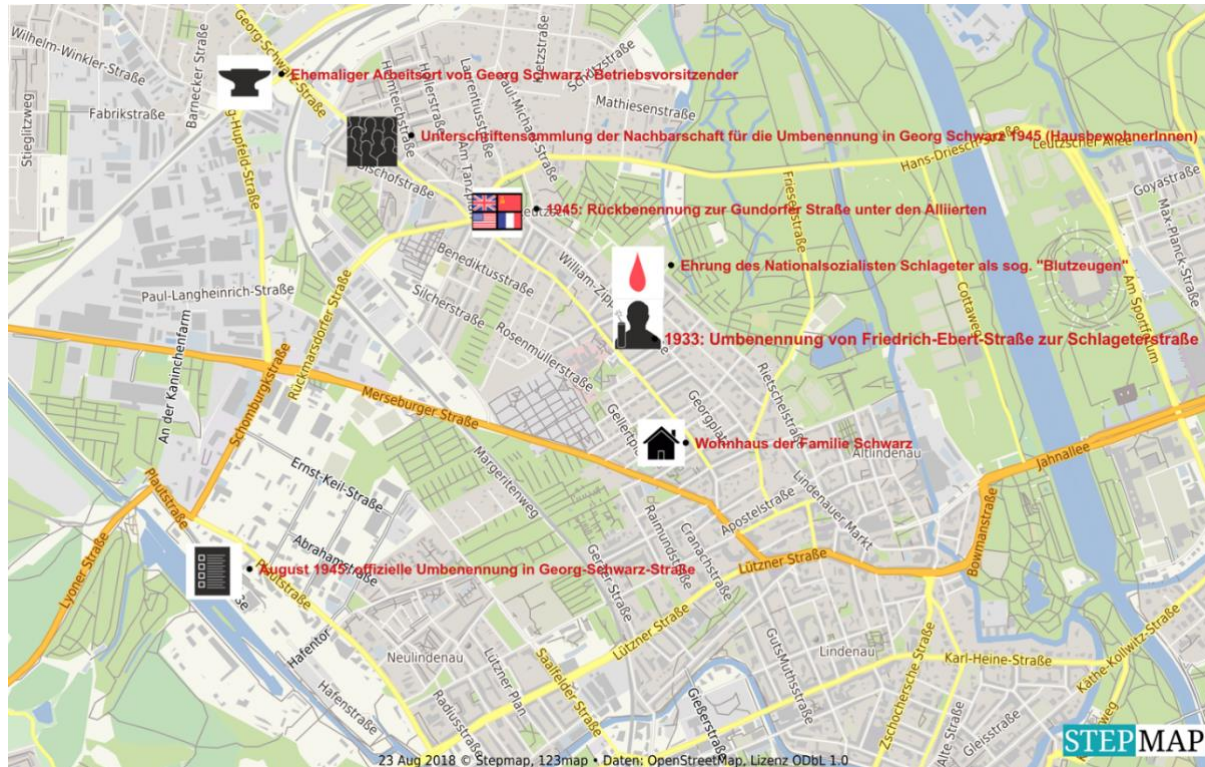 Georg-Schwarz-Straße
Wilhelm-Winkler-Straße
Barnecker Straße
Fabrikstraße
Stieglitzweg
Ehemaliger Arbeitsort von Georg Schwarz / Betriebsvorsitzender
Mathiesenstraße
Unterschriftensammlung der Nachbarschaft für die Umbenennung in Georg Schwarz 1945 (HausbewohnerInnen)
Leutzscher Allee
Goyastraße
Max-Planck-Straße
Friesenstraße
1945: Rückbenennung zur Gundorfer Straße unter den Alliierten
Benediktusstraße
Ehrung des Nationalsozialisten Schlageter als sog. "Blutzeugen"
Paul-Langheinrich-Straße
Silcherstraße
Rückmarsdorfer Straße
Cottaweg
Am Sportforum
An der Kaninchenfarm
Schomburgkstraße
Rosenmüllerstraße
1933: Umbenennung von Friedrich-Ebert-Straße zur Schlageterstraße
Merseburger Straße
Rietschelstraße
Georgplatz
Wohnhaus der Familie Schwarz
Altlindenau
Jahnallee
Margeritenweg
Ernst-Keil-Straße
Plautstraße
Lindenauer Markt
Apostelstraße
Raimundstraße
Cranachstraße
Bowmanstraße
Lyoner Straße
Abrahamstraße
Lützner Straße
August 1945: offizielle Umbenennung in Georg-Schwarz-Straße
Hafentor
Neulindenau
Lützner Straße
GutsMuthsstraße
Lindenau
Karl-Heine-Straße
Käthe-Kollwitz-Straße
Hafenstraße
Radiusstraße
Lützner Plan
Saalfelder Straße
Gießerstraße
Zschochersche Straße
Alte Straße
Gleisstraße
STEPMAP
23 Aug 2018 © Stepmap, 123map • Daten: OpenStreetMap, Lizenz ODbL 1.0